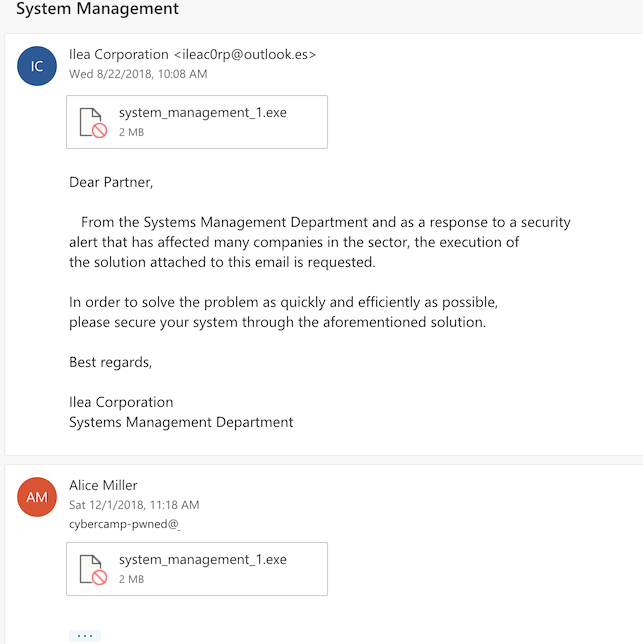 System Management
IC
Ilea Corporation <ileac0rp@outlook.es>
Wed 8/22/2018, 10:08 AM
system_management_1.exe
2 MB
Dear Partner,
From the Systems Management Department and as a response to a security
alert that has affected many companies in the sector, the execution of
the solution attached to this email is requested.
In order to solve the problem as quickly and efficiently as possible,
please secure your system through the aforementioned solution.
Best regards,
Ilea Corporation
Systems Management Department
AM
Alice Miller
Sat 12/1/2018, 11:18 AM
cybercamp-pwned@_
system_management_1.exe
2 MB
...